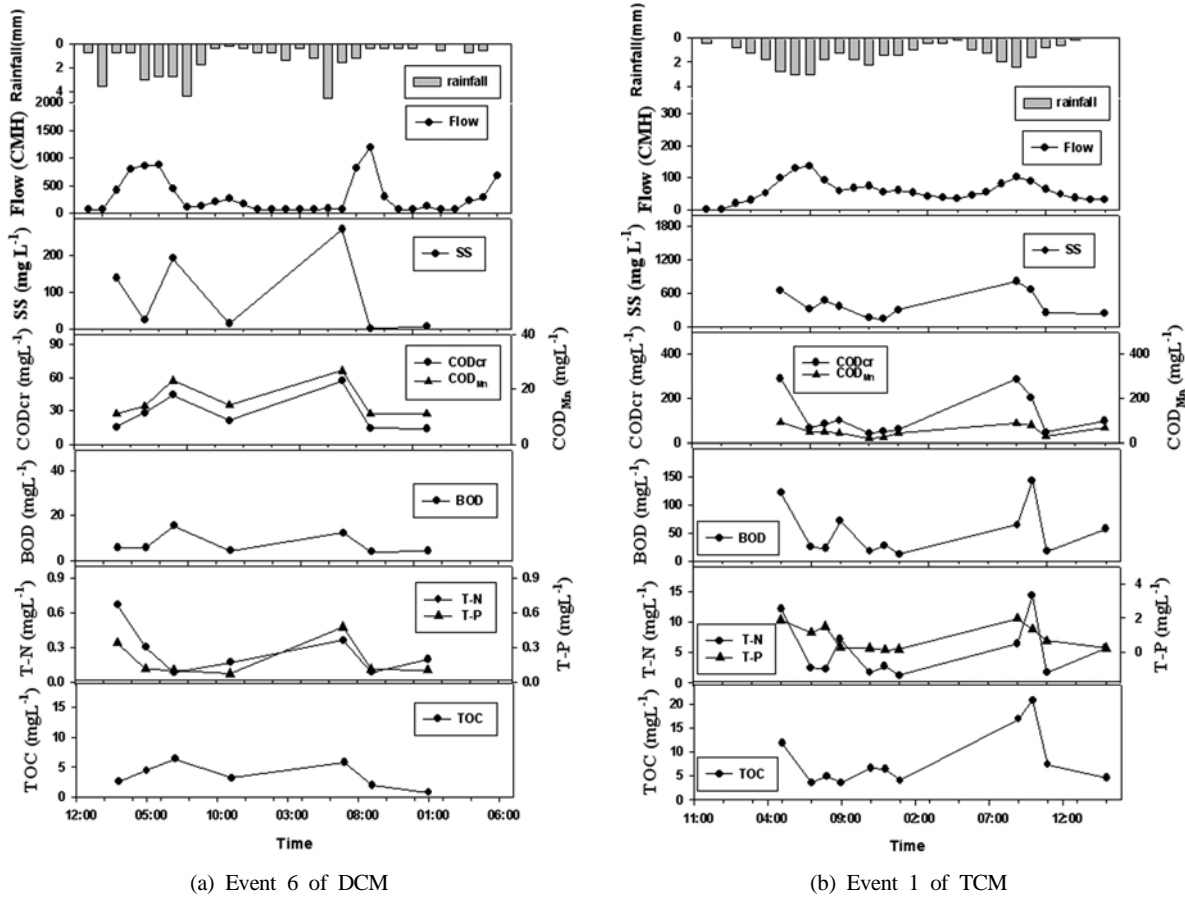 Rainfall(mm)
0
2
4
rainfall
Flow (CMH)
2000
1500
1000
500
0
Flow
SS (mg L-1)
200
100
0
SS
CODcr (mgL-1)
90
60
30
0
CODcr
CODMn
40
20
0
CODMn (mgL-1)
BOD (mgL-1)
40
20
0
BOD
T-N (mgL-1)
0.9
0.6
0.3
0.0
T-N
T-P
0.9
0.6
0.3
0.0
T-P (mgL-1)
TOC (mgL-1)
15
10
5
0
TOC
12:00 05:00 10:00 03:00 08:00 01:00 06:00
Time
(a) Event 6 of DCM
Rainfall(mm)
0
2
4
rainfall
Flow (CMH)
300
200
100
0
Flow
SS (mg L-1)
1800
1200
600
0
SS
CODcr (mgL-1)
400
200
0
CODcr
CODMn
400
200
0
CODMn (mgL-1)
BOD (mgL-1)
150
100
50
0
BOD
T-N (mgL-1)
15
10
5
0
T-N
T-P
4
2
0
T-P (mgL-1)
TOC (mgL-1)
20
15
10
5
0
TOC
11:00 04:00 09:00 02:00 07:00 12:00
Time
(b) Event 1 of TCM